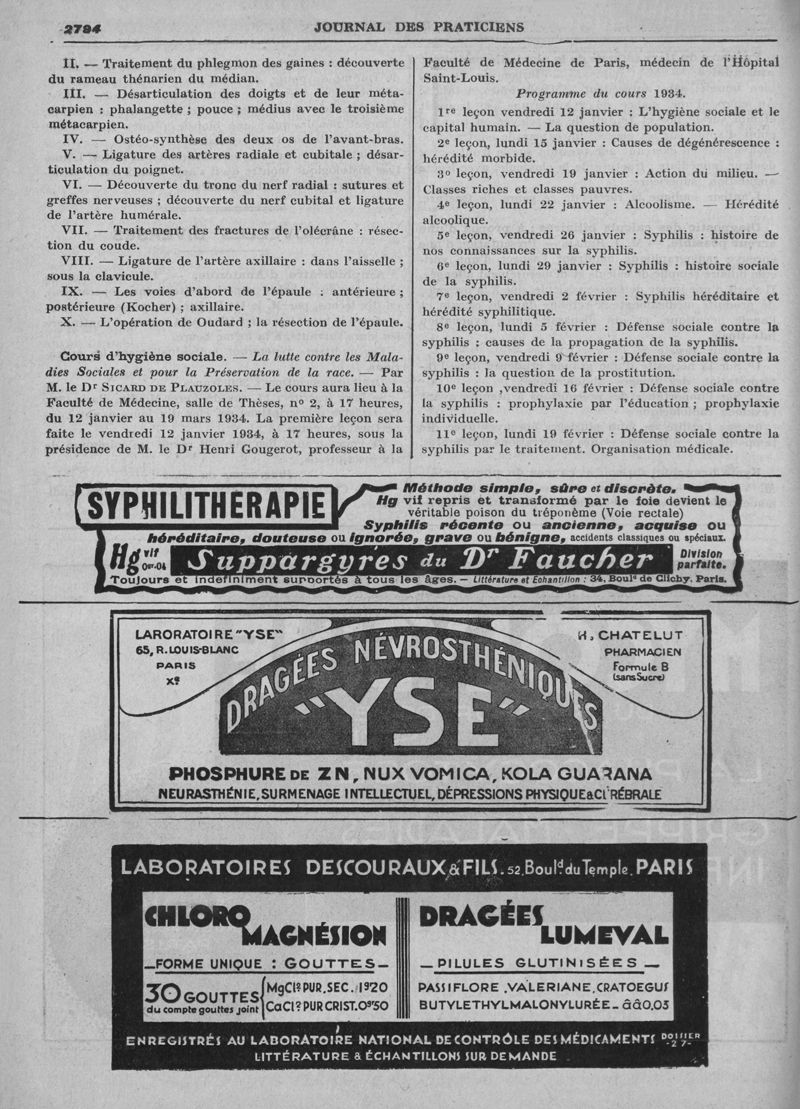 2794
JOURNAL DES PRATICIENS
II. — Traitement du phlegmon des gaines : découverte
du rameau thénarien du médian.
III. — Désarticulation des doigts et de leur méta-
carpien : phalangette ; pouce ; médius avec le troisième
métacarpien.
IV. — Ostéo-synthèse des deux os de l'avant-bras.
V. — Ligature des artères radiale et cubitale ; désar-
ticulation du poignet.
VI. — Découverte du tronc du nerf radial : sutures et
greffes nerveuses ; découverte du nerf cubital et ligature
de l'artère humérale.
VII. — Traitement des fractures de l'olécrâne : résec-
tion du coude.
VIII. — Ligature de l'artère axillaire : dans l'aisselle ;
sous la clavicule.
IX. — Les voies d'abord de l'épaule : antérieure ;
postérieure (Kocher) ; axillaire.
X. — L'opération de Oudard ; la résection de l'épaule.
Cours d'hygiène sociale. — La lutte contre les Mala-
dies Sociales et pour la Préservation de la race. — Par
M. le Dr SICARD DE PLAUZOLES. — Le cours aura lieu à la
Faculté de Médecine, salle de Thèses, no 2, à 17 heures,
du 12 janvier au 19 mars 1934. La première leçon sera
faite le vendredi 12 janvier 1934, à 17 heures, sous la
présidence de M. le Dr Henri Gougerot, professeur à la
Faculté de Médecine de Paris, médecin de l'Hôpital
Saint-Louis.
Programme du cours 1934.
1re leçon vendredi 12 janvier : L'hygiène sociale et le
capital humain. — La question de population.
2e leçon, lundi 15 janvier : Causes de dégénérescence :
hérédité morbide.
3o leçon, vendredi 19 janvier : Action du milieu. —
Classes riches et classes pauvres.
4e leçon, lundi 22 janvier : Alcoolisme. — Hérédité
alcoolique.
5e leçon, vendredi 26 janvier : Syphilis : histoire de
nos connaissances sur la syphilis.
6e leçon, lundi 29 janvier : Syphilis : histoire sociale
de la syphilis.
7e leçon, vendredi 2 février : Syphilis héréditaire et
hérédité syphilitique.
8e leçon, lundi 5 février : Défense sociale contre la
syphilis ; causes de la propagation de la syphilis.
9e leçon, vendredi 9 février : Défense sociale contre la
syphilis : la question de la prostitution.
10e leçon ,vendredi 16 février : Défense sociale contre
la syphilis : prophylaxie par l'éducation ; prophylaxie
individuelle.
11e leçon, lundi 19 février : Défense sociale contre la
syphilis par le traitement. Organisation médicale.
SYPHILITHÉRAPIE
Méthode simple, sûre et discrète.
Hg vif repris et transformé par le foie devient le
véritable poison du tréponème (Voie rectale)
Syphilis récente ou ancienne, acquise ou
héréditaire, douteuse ou ignorée, grave ou bénigne, accidents classiques ou spéciaux.
Hg vif 0gr.04 Suppargyres du Dr Faucher Division parfaite.
Toujours et indéfiniment supportés à tous les âges. — Littérature et Echantillon : 34, Bould de Clichy, Paris.
LARORATOIRE "YSE"
65, R. LOUIS-BLANC
PARIS
Xe
H. CHATELUT
PHARMACIEN
Formule B
(sans Sucre)
DRAGÉES NÉVROSTHÉNIQUES
"YSE"
PHOSPHURE DE ZN, NUX VOMICA, KOLA GUARANA
NEURASTHÉNIE, SURMENAGE INTELLECTUEL, DÉPRESSIONS PHYSIQUE & CÉRÉBRALE
LABORATOIRES DESCOURAUX & FILS. 52, Bould du Temple. PARIS
CHLORO
MAGNÉSION
—FORME UNIQUE : GOUTTES—
30 GOUTTES
du compte gouttes joint
MgCl2 PUR. SEC. 1g20
CaCl2 PUR CRIST. 0g50
DRAGÉES
LUMEVAL
— PILULES GLUTINISÉES —
PASSIFLORE .VALERIANE, CRATOEGUS
BUTYLETHYLMALONYLURÉE — ââ0,03
ENREGISTRÉS AU LABORATOIRE NATIONAL DE CONTRÔLE DES MÉDICAMENTS DOSSIER -27-
LITTÉRATURE & ÉCHANTILLONS SUR DEMANDE